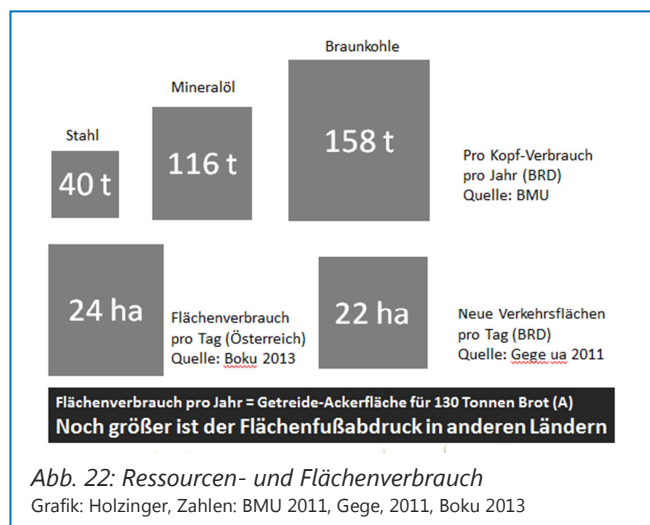 Braunkohle
Mineralöl
Stahl
40 t
116 t
158 t
Pro Kopf-Verbrauch
pro Jahr (BRD)
Quelle: BMU
24 ha
Flächenverbrauch
pro Tag (Österreich)
Quelle: Boku 2013
22 ha
Neue Verkehrsflächen
pro Tag (BRD)
Quelle: Gege ua 2011
Flächenverbrauch pro Jahr = Getreide-Ackerfläche für 130 Tonnen Brot (A)
Noch größer ist der Flächenfußabdruck in anderen Ländern
Abb. 22: Ressourcen- und Flächenverbrauch
Grafik: Holzinger, Zahlen: BMU 2011, Gege, 2011, Boku 2013